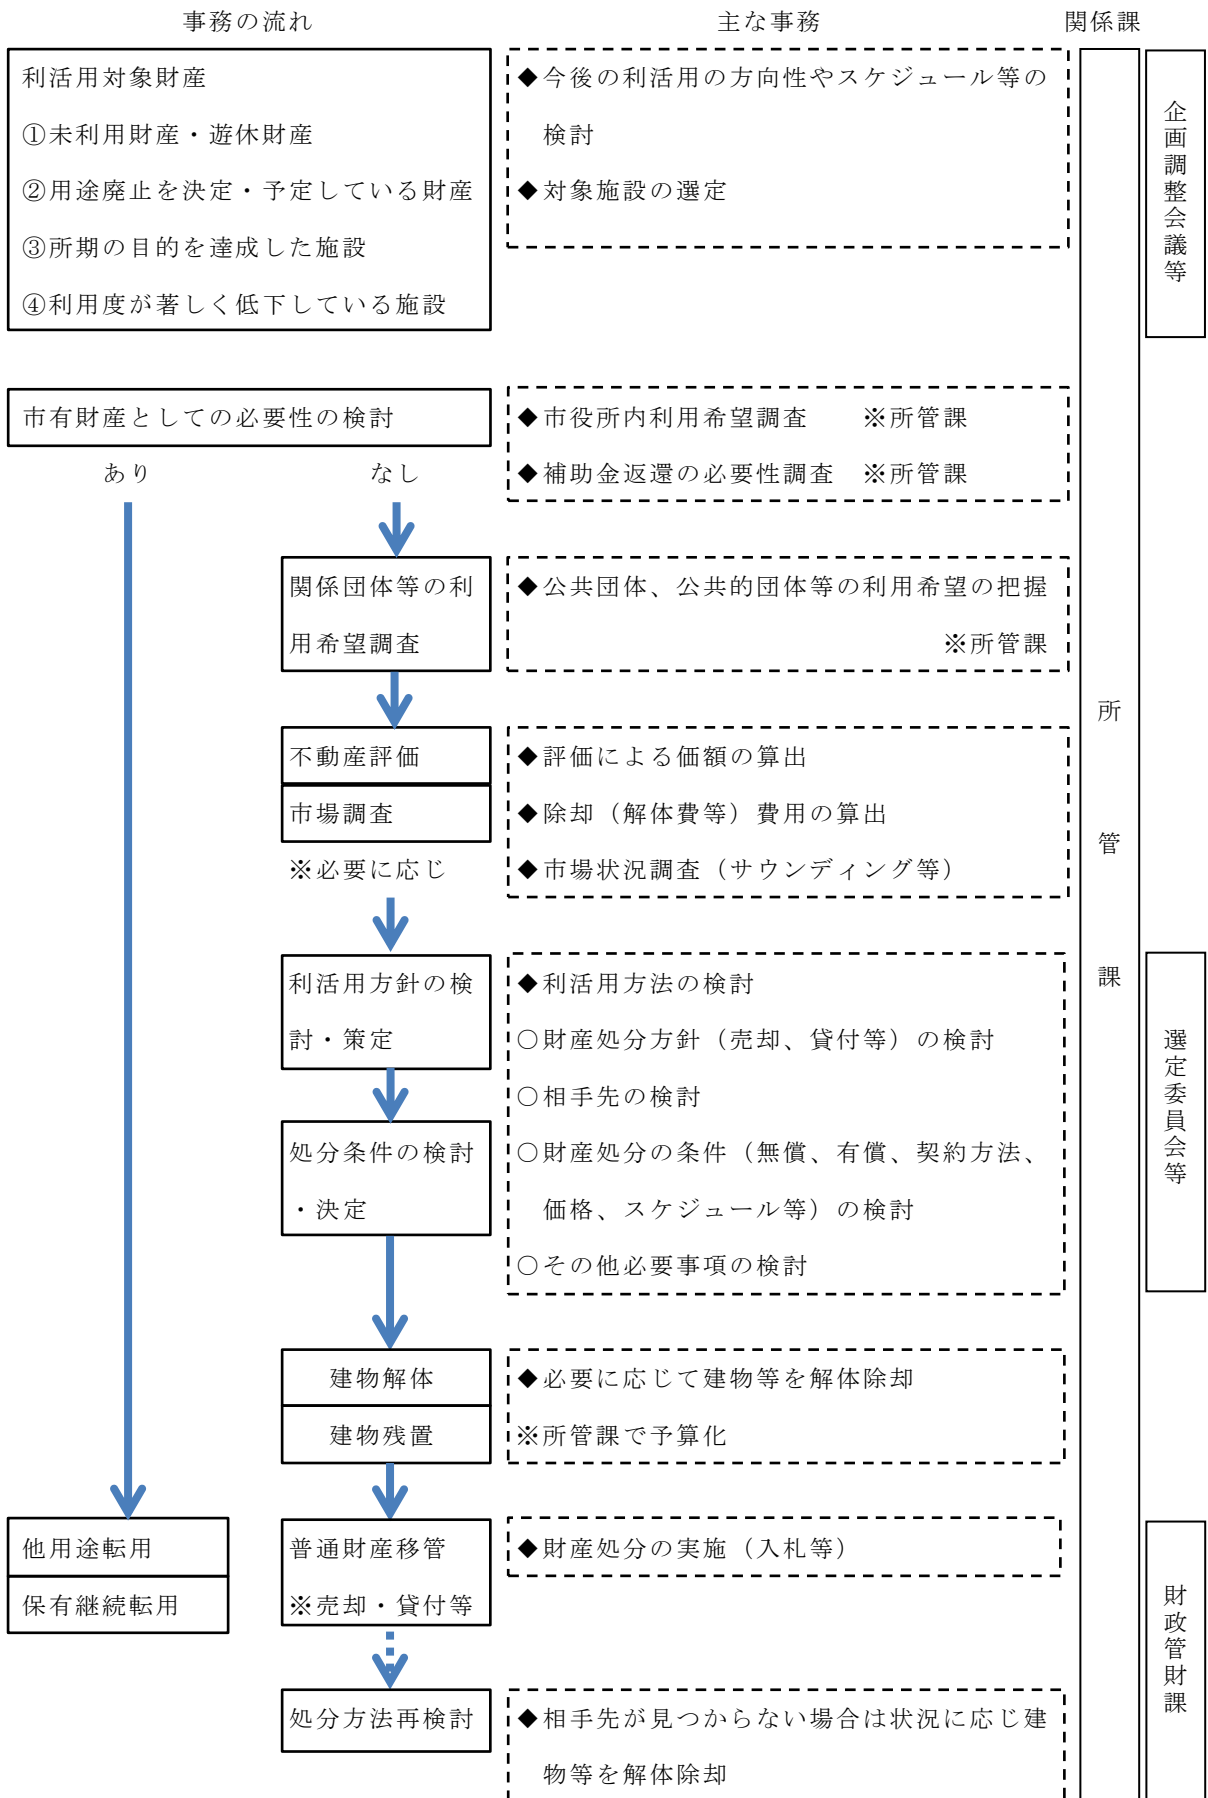 事務の流れ
主な事務
関係課
利活用対象財産
①未利用財産・遊休財産
②用途廃止を決定・予定している財産
③所期の目的を達成した施設
④利用度が著しく低下している施設
◆今後の利活用の方向性やスケジュール等の
検討
◆対象施設の選定
企画調整会議等
市有財産としての必要性の検討
あり
なし
◆市役所内利用希望調査　※所管課
◆補助金返還の必要性調査　※所管課
関係団体等の利
用希望調査
◆公共団体、公共的団体等の利用希望の把握
※所管課
不動産評価
市場調査
※必要に応じ
◆評価による価額の算出
◆除却（解体費等）費用の算出
◆市場状況調査（サウンディング等）
所管課
利活用方針の検
討・策定
処分条件の検討
・決定
◆利活用方法の検討
○財産処分方針（売却、貸付等）の検討
○相手先の検討
○財産処分の条件（無償、有償、契約方法、
価格、スケジュール等）の検討
○その他必要事項の検討
選定委員会等
建物解体
建物残置
◆必要に応じて建物等を解体除却
※所管課で予算化
他用途転用
保有継続転用
普通財産移管
※売却・貸付等
◆財産処分の実施（入札等）
財政管財課
処分方法再検討
◆相手先が見つからない場合は状況に応じ建
物等を解体除却